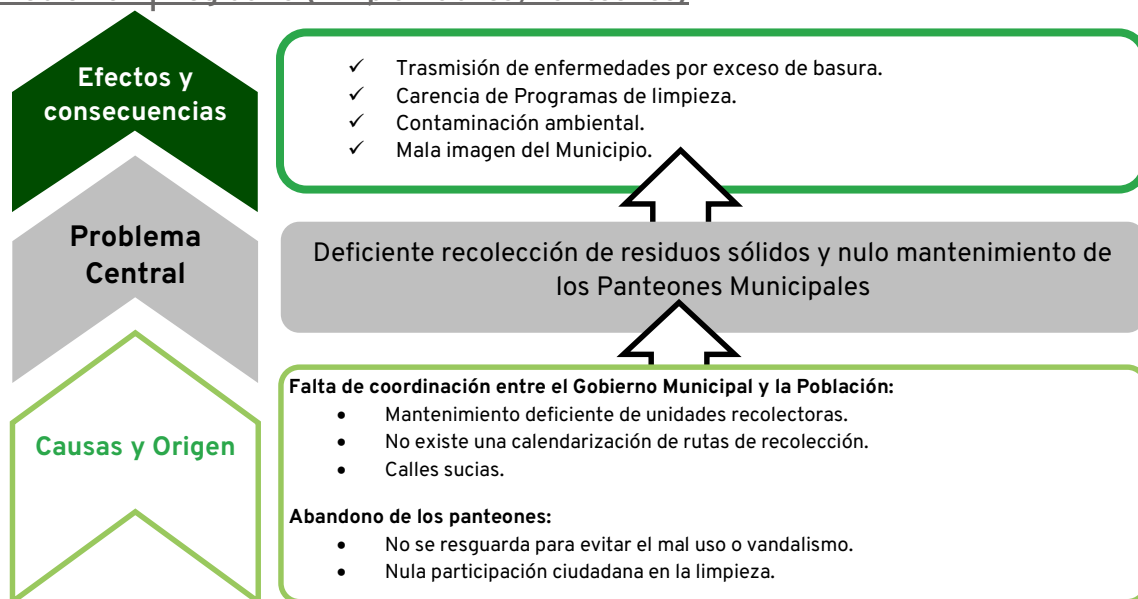 Efectos y
consecuencias
✓ Trasmisión de enfermedades por exceso de basura.
✓ Carencia de Programas de limpieza.
✓ Contaminación ambiental.
✓ Mala imagen del Municipio.
Problema
Central
Deficiente recolección de residuos sólidos y nulo mantenimiento de
los Panteones Municipales
Causas y Origen
Falta de coordinación entre el Gobierno Municipal y la Población:
• Mantenimiento deficiente de unidades recolectoras.
• No existe una calendarización de rutas de recolección.
• Calles sucias.
Abandono de los panteones:
• No se resguarda para evitar el mal uso o vandalismo.
• Nula participación ciudadana en la limpieza.